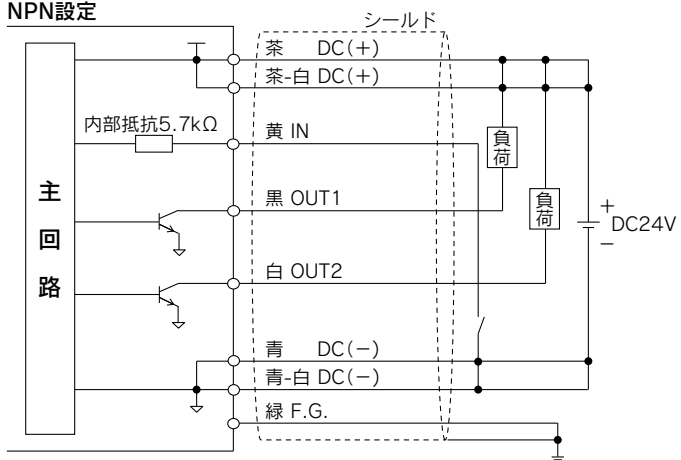 NPN設定
シールド
茶 DC(+)
茶-白 DC(+)
内部抵抗5.7kΩ
黄 IN
負荷
主回路
黒 OUT1
負荷
+
DC24V
−
白 OUT2
青 DC(−)
青-白 DC(−)
緑 F.G.